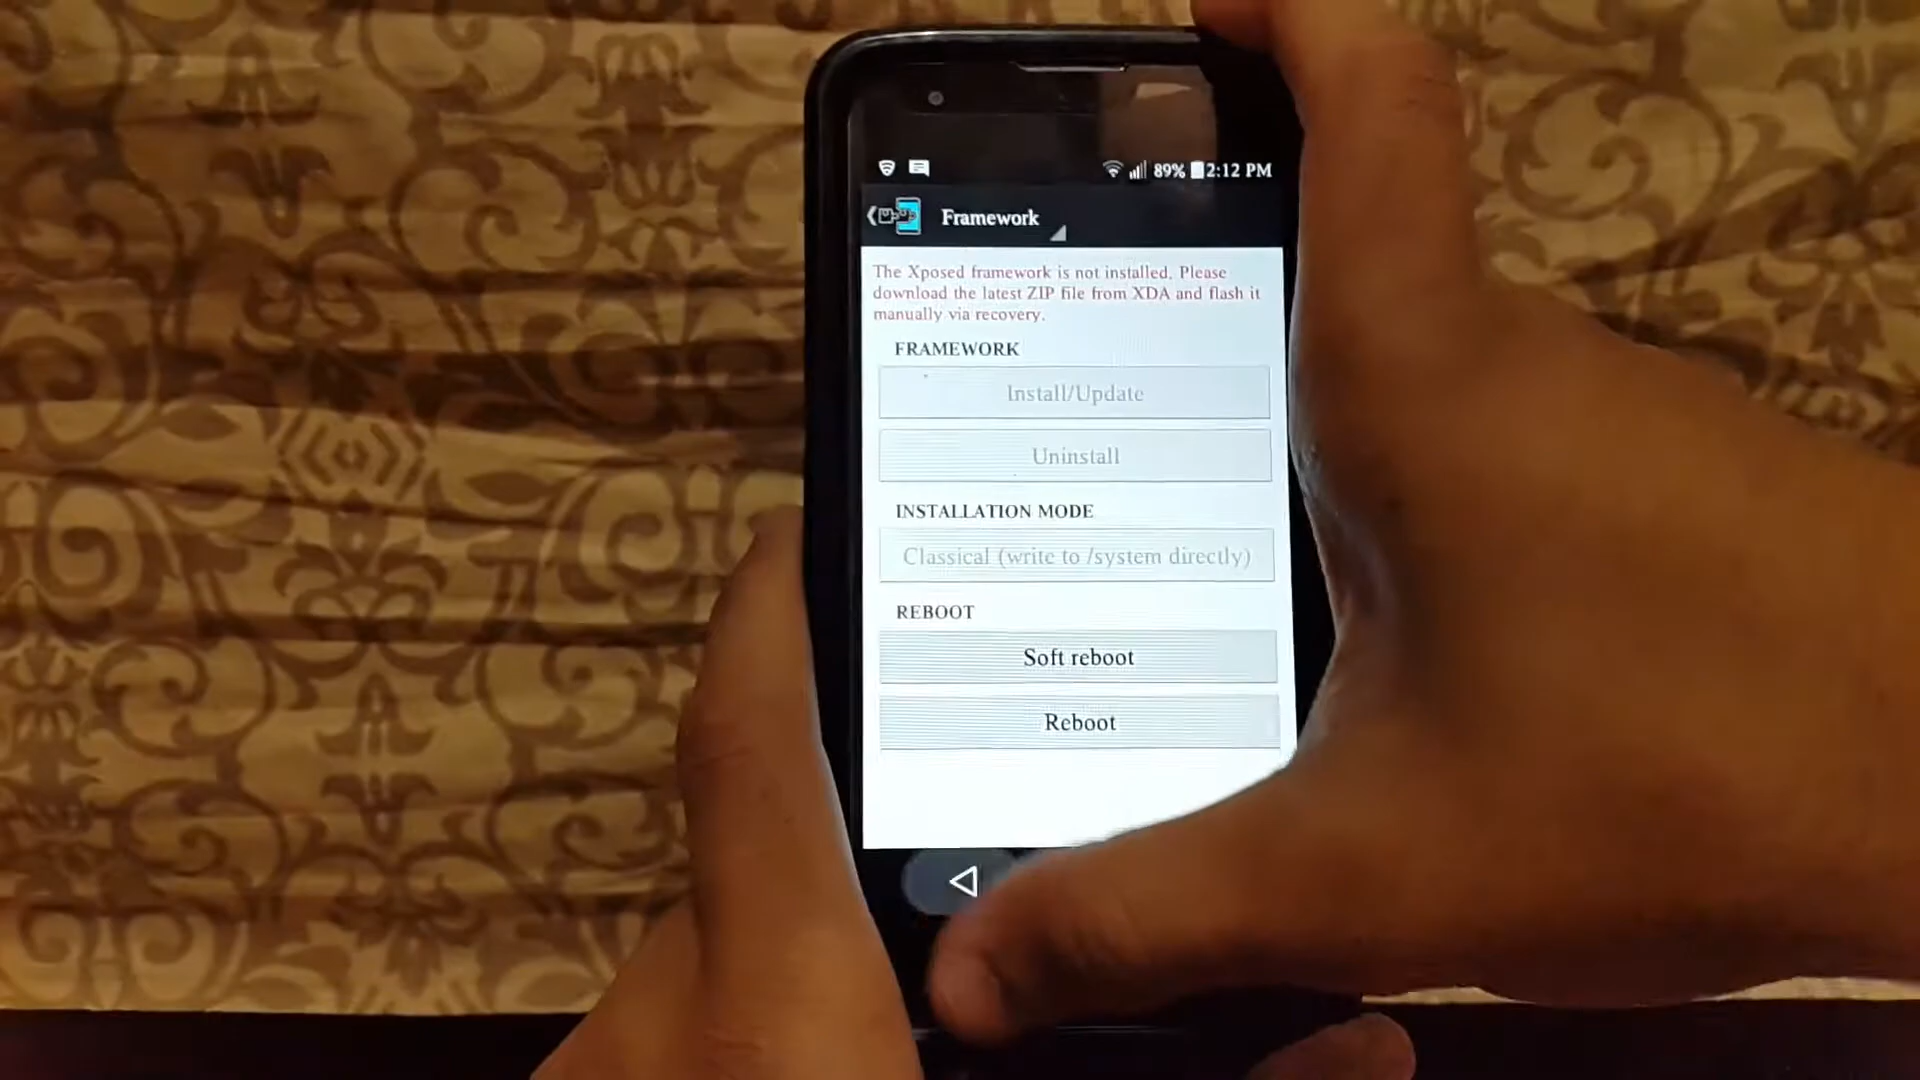 89% 2:12 PM
Framework
The Xposed framework is not installed. Please
download the latest ZIP file from XDA and flash it
manually via recovery.
FRAMEWORK
Install/Update
Uninstall
INSTALLATION MODE
Classical (write to /system directly)
REBOOT
Soft reboot
Reboot